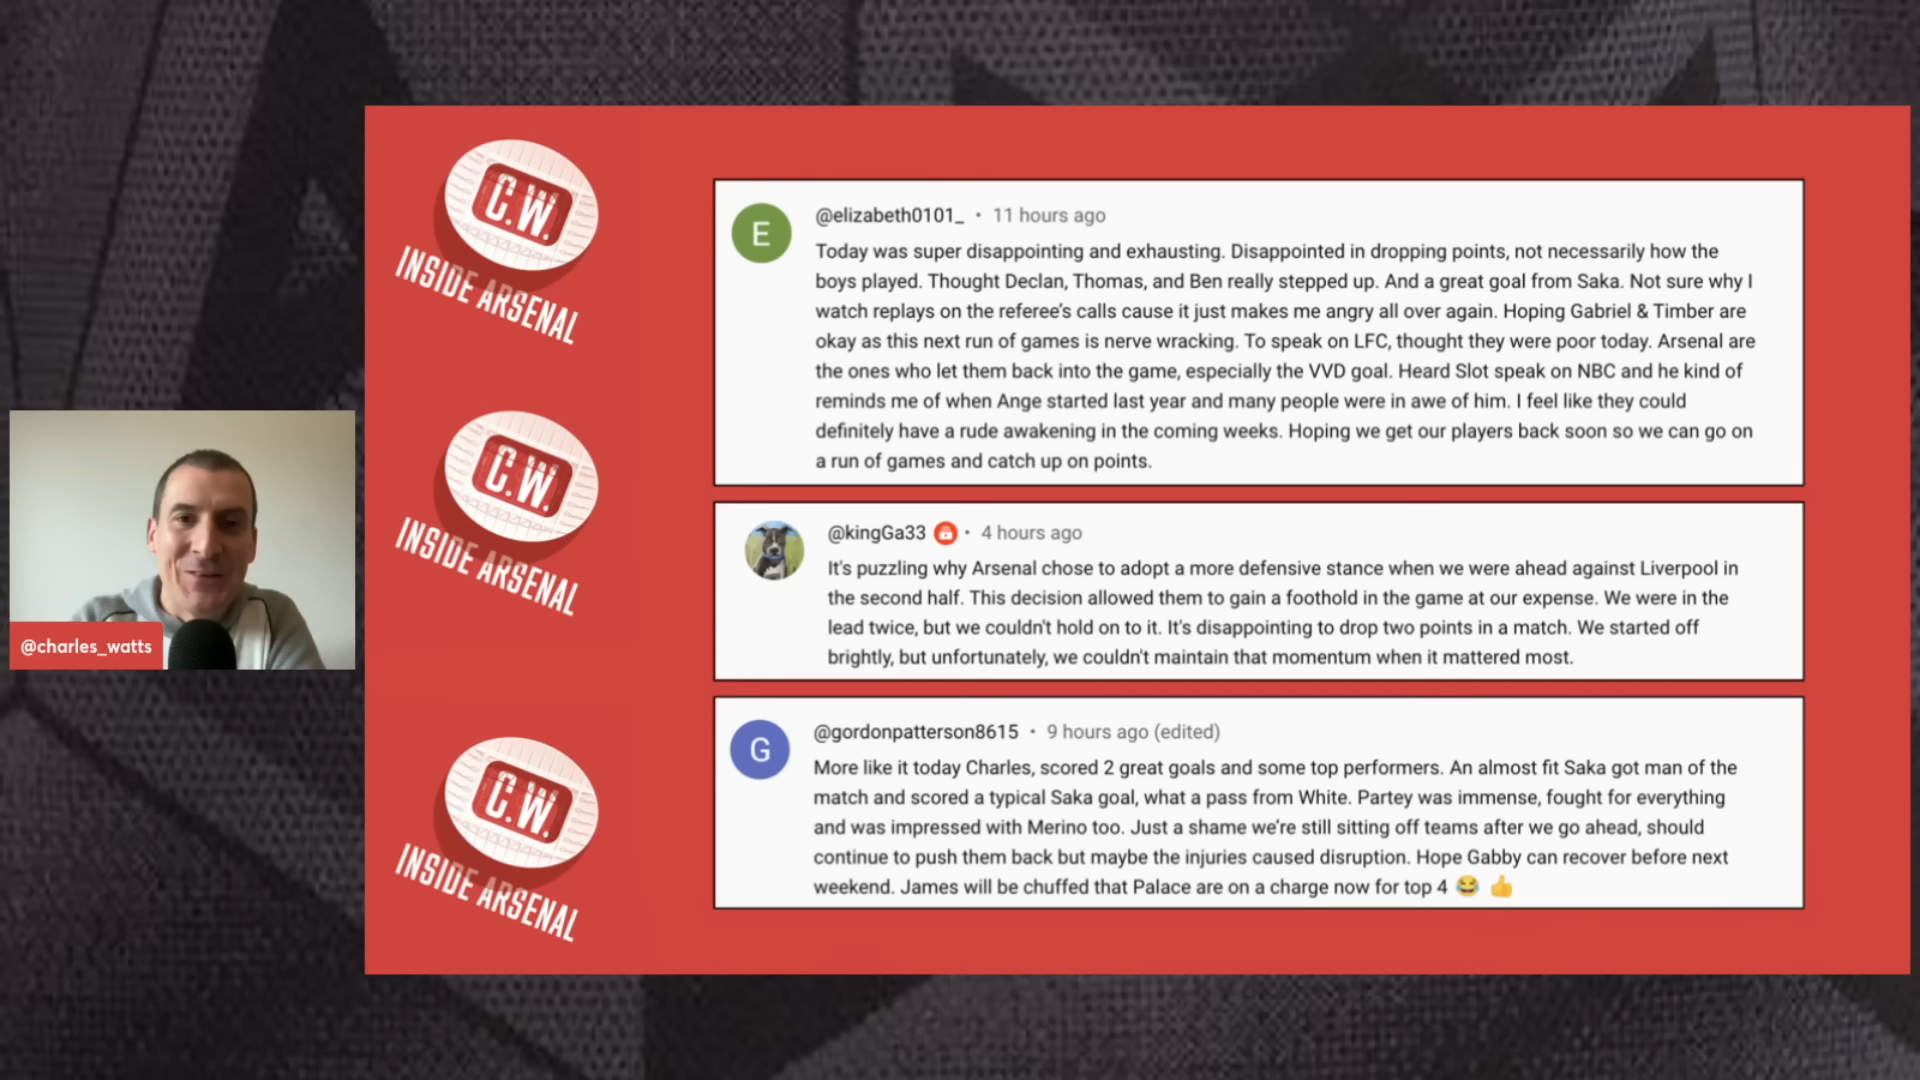 C.W.
INSIDE ARSENAL
E
@elizabeth0101_ • 11 hours ago
Today was super disappointing and exhausting. Disappointed in dropping points, not necessarily how the
boys played. Thought Declan, Thomas, and Ben really stepped up. And a great goal from Saka. Not sure why I
watch replays on the referee's calls cause it just makes me angry all over again. Hoping Gabriel & Timber are
okay as this next run of games is nerve wracking. To speak on LFC, thought they were poor today. Arsenal are
the ones who let them back into the game, especially the VVD goal. Heard Slot speak on NBC and he kind of
reminds me of when Ange started last year and many people were in awe of him. I feel like they could
definitely have a rude awakening in the coming weeks. Hoping we get our players back soon so we can go on
a run of games and catch up on points.
C.W.
INSIDE ARSENAL
@kingGa33 • 4 hours ago
It's puzzling why Arsenal chose to adopt a more defensive stance when we were ahead against Liverpool in
the second half. This decision allowed them to gain a foothold in the game at our expense. We were in the
lead twice, but we couldn't hold on to it. It's disappointing to drop two points in a match. We started off
brightly, but unfortunately, we couldn't maintain that momentum when it mattered most.
@charles_watts
C.W.
INSIDE ARSENAL
G
@gordonpatterson8615 • 9 hours ago (edited)
More like it today Charles, scored 2 great goals and some top performers. An almost fit Saka got man of the
match and scored a typical Saka goal, what a pass from White. Partey was immense, fought for everything
and was impressed with Merino too. Just a shame we're still sitting off teams after we go ahead, should
continue to push them back but maybe the injuries caused disruption. Hope Gabby can recover before next
weekend. James will be chuffed that Palace are on a charge now for top 4 😂 👍